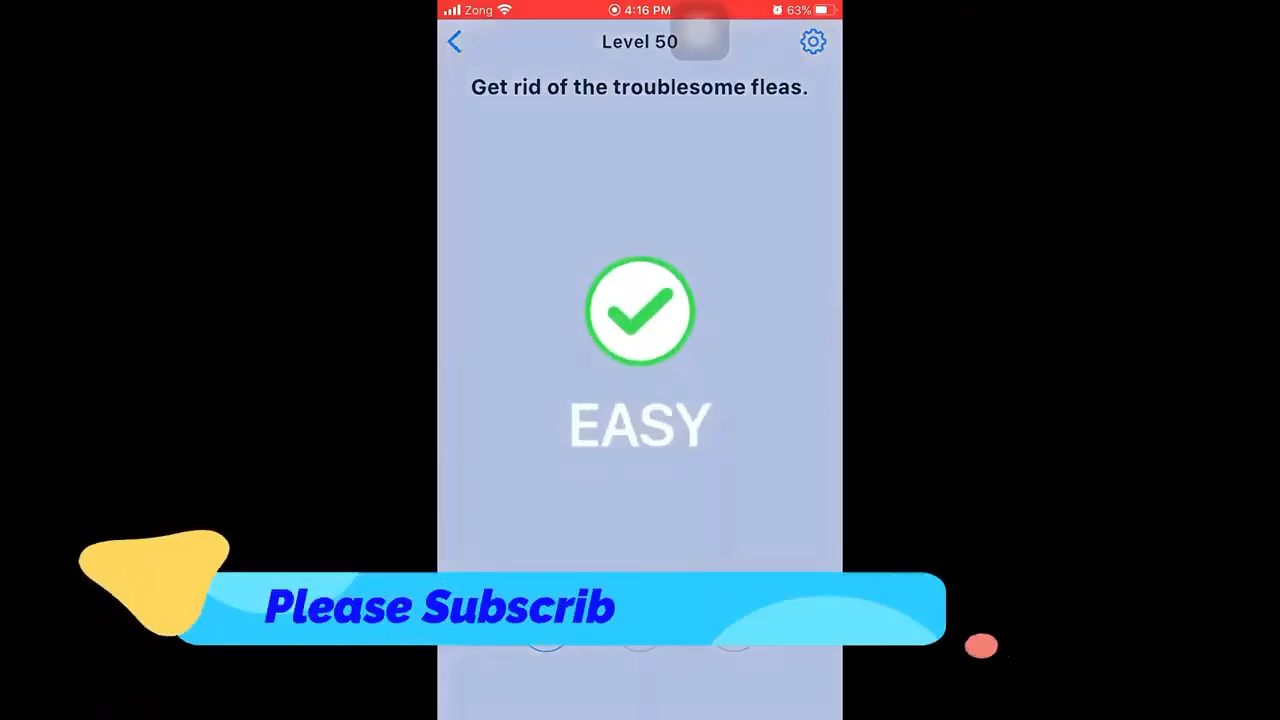 Zong 4:16 PM 63%
Level 50
Get rid of the troublesome fleas.
EASY
Please Subscrib